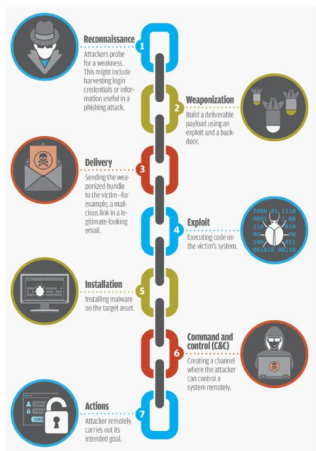 Reconnaissance
1
Attackers probe
for a weakness.
This might include
harvesting login
credentials or infor-
mation useful in a
phishing attack.
2
Weaponization
Build a deliverable
payload using an
exploit and a back-
door.
Delivery
3
Sending the wea-
ponized bundle
to the victim—for
example, a mali-
cious link in a le-
gitimate-looking
email.
4
Exploit
Executing code on
the victim's system.
Installation
5
Installing malware
on the target asset.
6
Command and
control (C&C)
Creating a channel
where the attacker
can control a
system remotely.
Actions
7
Attacker remotely
carries out its
intended goal.